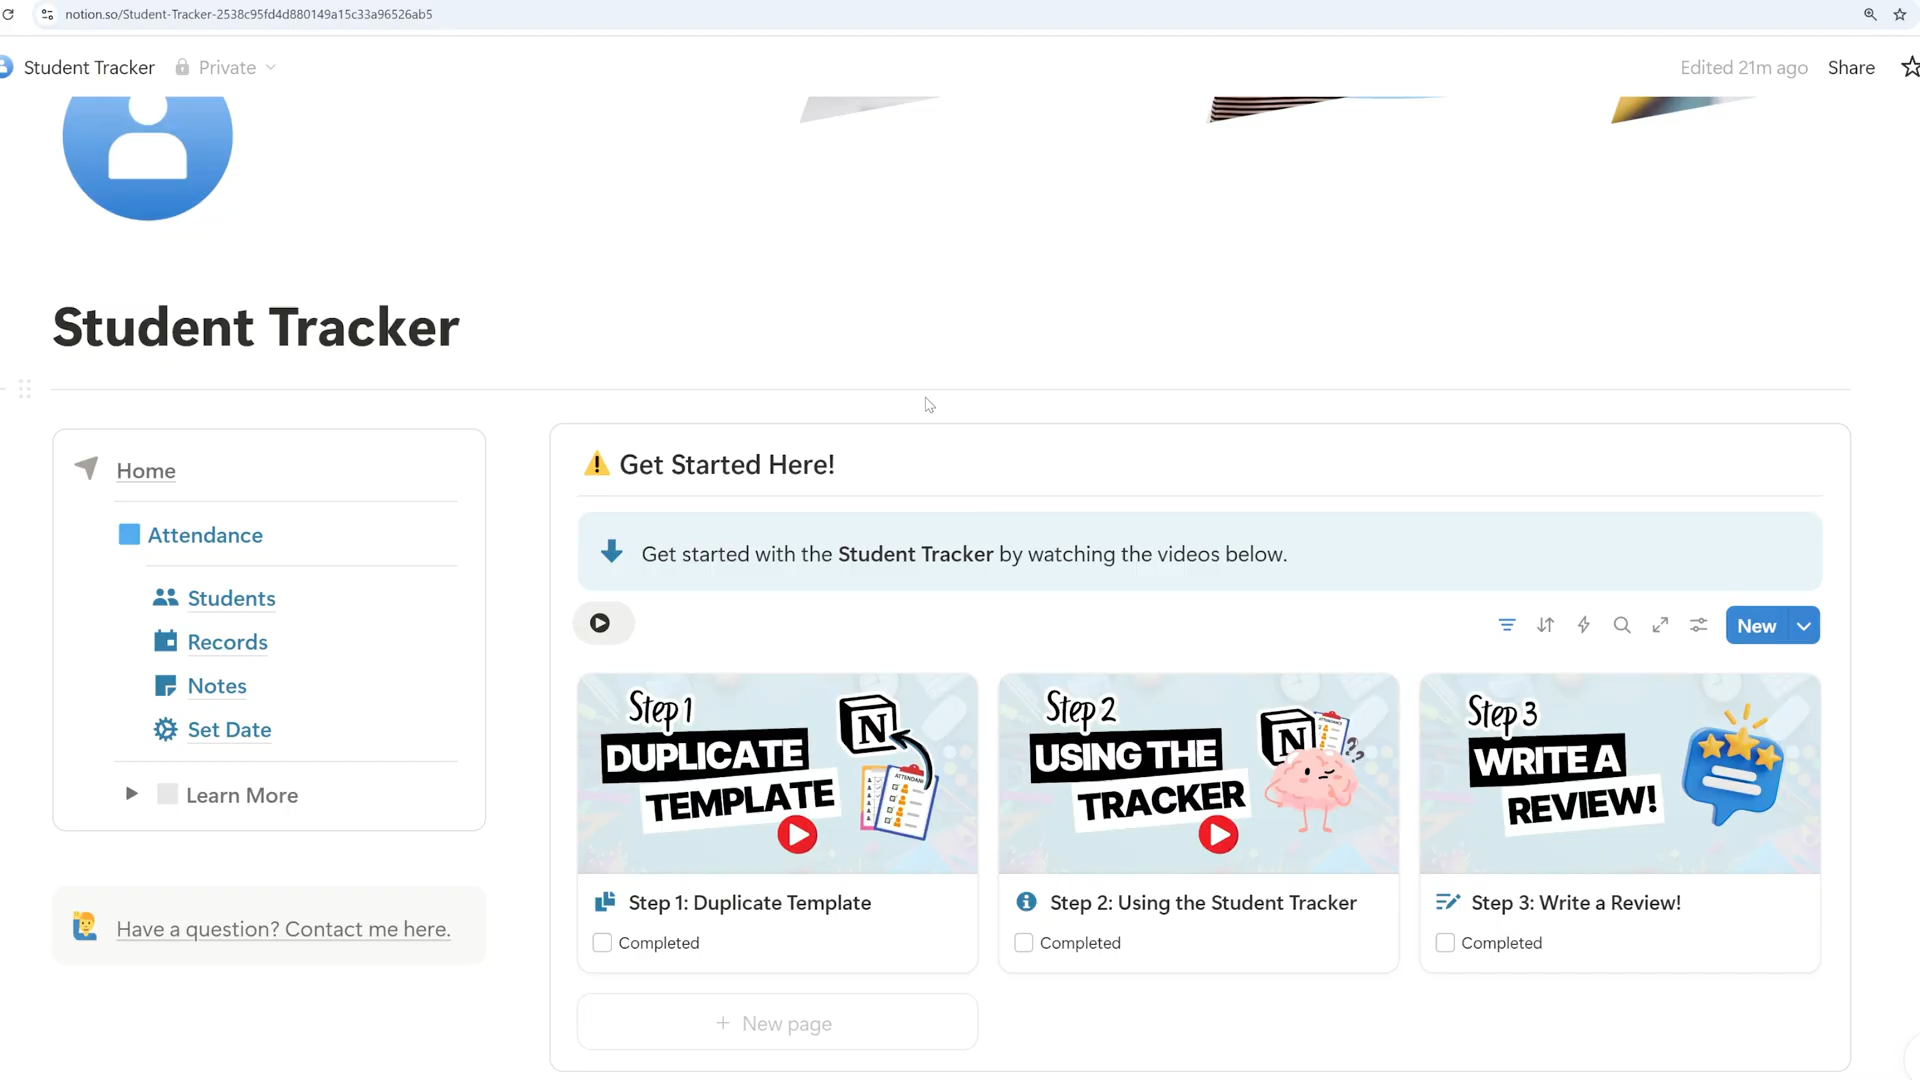 notion.so/Student-Tracker-2538c95fd4d880149a15c33a96526ab5
Student Tracker Private
Edited 21m ago Share
Student Tracker
Home
Attendance
Students
Records
Notes
Set Date
Learn More
Have a question? Contact me here.
Get Started Here!
Get started with the Student Tracker by watching the videos below.
New
Step 1
DUPLICATE
TEMPLATE
N
ATTENDANCE
Step 1: Duplicate Template
Completed
Step 2
USING THE
TRACKER
N
ATTENDANCE
??
Step 2: Using the Student Tracker
Completed
Step 3
WRITE A
REVIEW!
Step 3: Write a Review!
Completed
+ New page